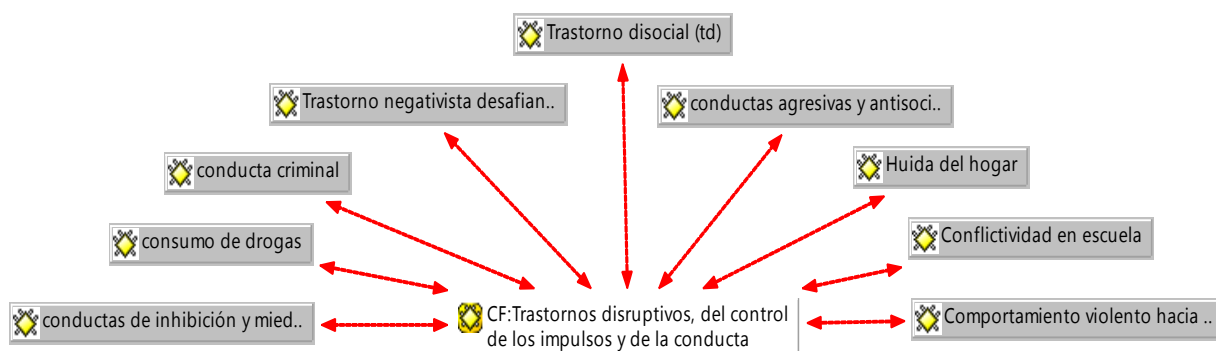 Trastorno disocial (td)
Trastorno negativista desafian..
conductas agresivas y antisoci..
conducta criminal
Huida del hogar
consumo de drogas
Conflictividad en escuela
conductas de inhibición y mied..
CF:Trastornos disruptivos, del control
de los impulsos y de la conducta
Comportamiento violento hacia ..